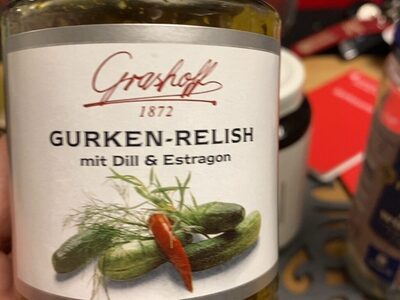 Grashoff
1872
GURKEN-RELISH
mit Dill & Estragon